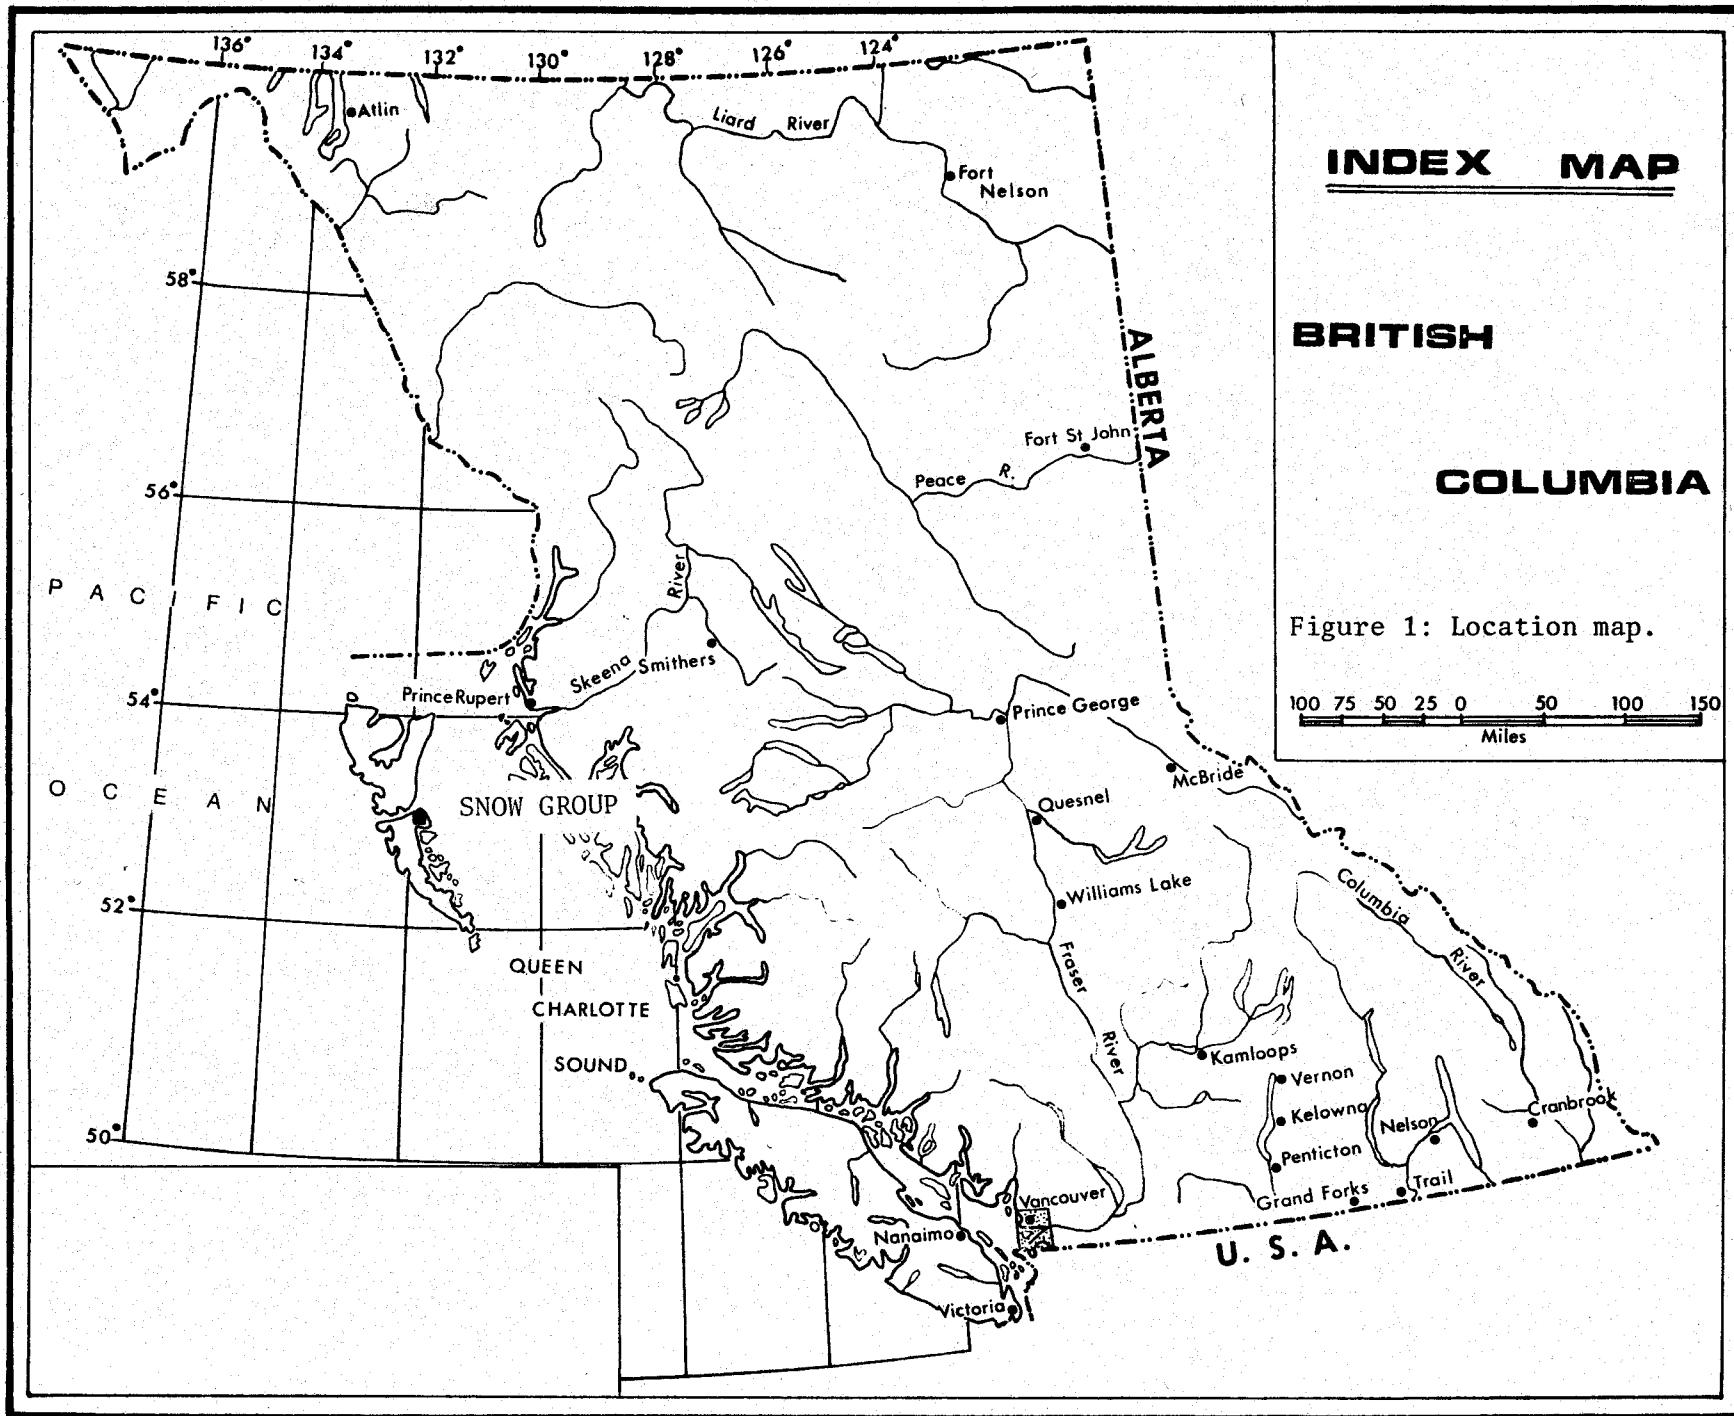 136° 134° 132° 130° 128° 126° 124°
Atlin
Liard River
Fort
Nelson
INDEX MAP
58°
BRITISH
ALBERTA
Fort St John
Peace R.
COLUMBIA
56°
PACIFIC
River
Figure 1: Location map.
Skeena
Smithers
54°
Prince Rupert
Prince George
100 75 50 25 0 50 100 150
Miles
McBride
OCEAN
SNOW GROUP
Quesnel
Williams Lake
Columbia
River
52°
QUEEN
CHARLOTTE
SOUND
Fraser
River
Kamloops
Vernon
Kelowna
Nelson
Cranbrook
50°
Penticton
Grand Forks
Trail
Vancouver
Nanaimo
U. S. A.
Victoria